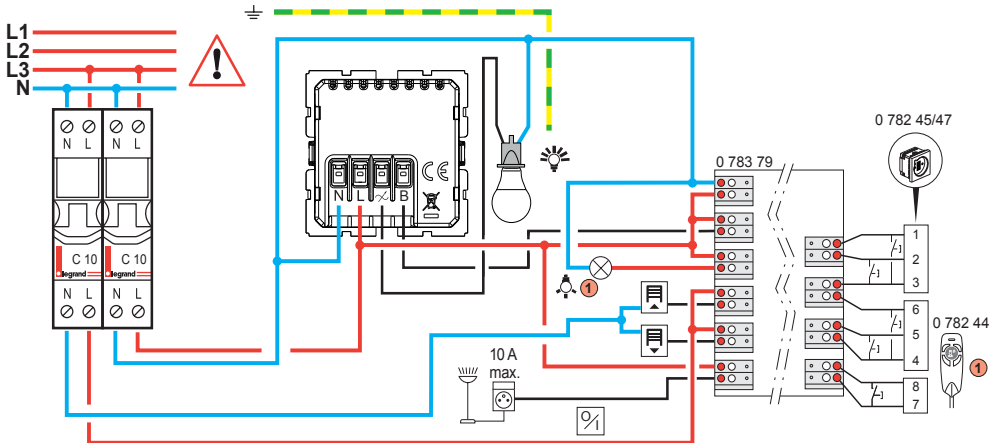 L1
L2
L3
N
N L
N L
C 10
C 10
legrand
legrand
N L
N L
N L B
CE
10 A
max.
O/I
0 783 79
0 782 45/47
1
2
3
6
5
4
8
7
0 782 44
1
1